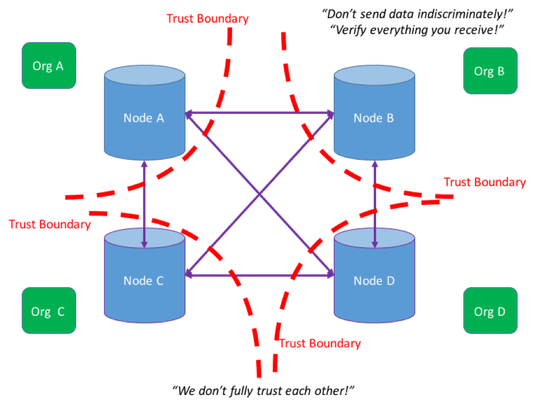 Trust Boundary
“Don’t send data indiscriminately!”
“Verify everything you receive!”
Org A
Org B
Node A
Node B
Trust Boundary
Trust Boundary
Node C
Node D
Org  C
Org D
Trust Boundary
“We don’t fully trust each other!”